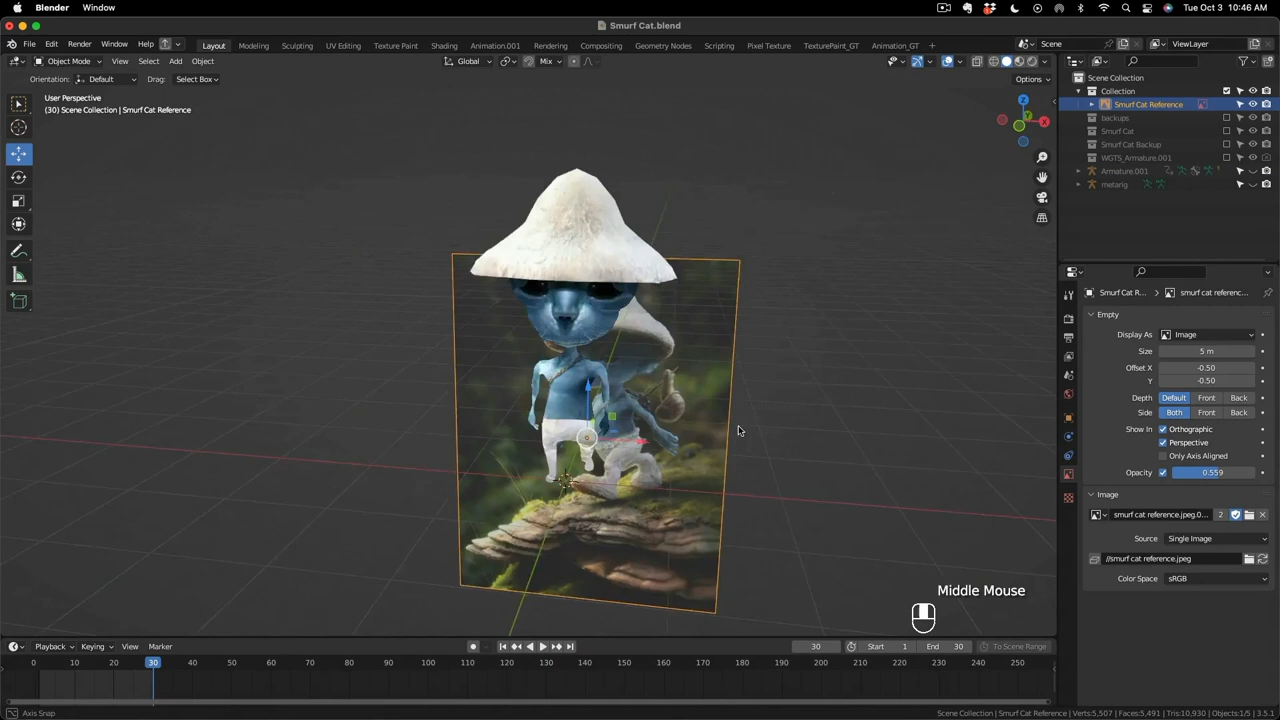 Blender Window Tue Oct 3 10:46 AM
Smurf Cat.blend
File Edit Render Window Help Layout Modeling Sculpting UV Editing Texture Paint Shading Animation.001 Rendering Compositing Geometry Nodes Scripting Pixel Texture TexturePaint_GT Animation_GT + Scene ViewLayer
Object Mode View Select Add Object Global Mix
Orientation: Default Drag: Select Box Options
User Perspective
(30) Scene Collection | Smurf Cat Reference
Z
Y
X
Scene Collection
Collection
Smurf Cat Reference
backups
Smurf Cat
Smurf Cat Backup
WGTS_Armature.001
Armature.001
metarig
Smurf Cat R... > smurf cat referenc...
Empty
Display As Image
Size 5 m
Offset X -0.50
Y -0.50
Depth Default Front Back
Side Both Front Back
Show In Orthographic
Perspective
Only Axis Aligned
Opacity 0.559
Image
smurf cat reference.jpeg.0... 2
Source Single Image
//smurf cat reference.jpeg
Color Space sRGB
Middle Mouse
Playback Keying View Marker 30 Start 1 End 30 To Scene Range
0 10 20 30 40 50 60 70 80 90 100 110 120 130 140 150 160 170 180 190 200 210 220 230 240 250
Axis Snap Scene Collection | Smurf Cat Reference | Verts:5,507 | Faces:5,491 | Tris:10,930 | Objects:1/5 | 3.5.1